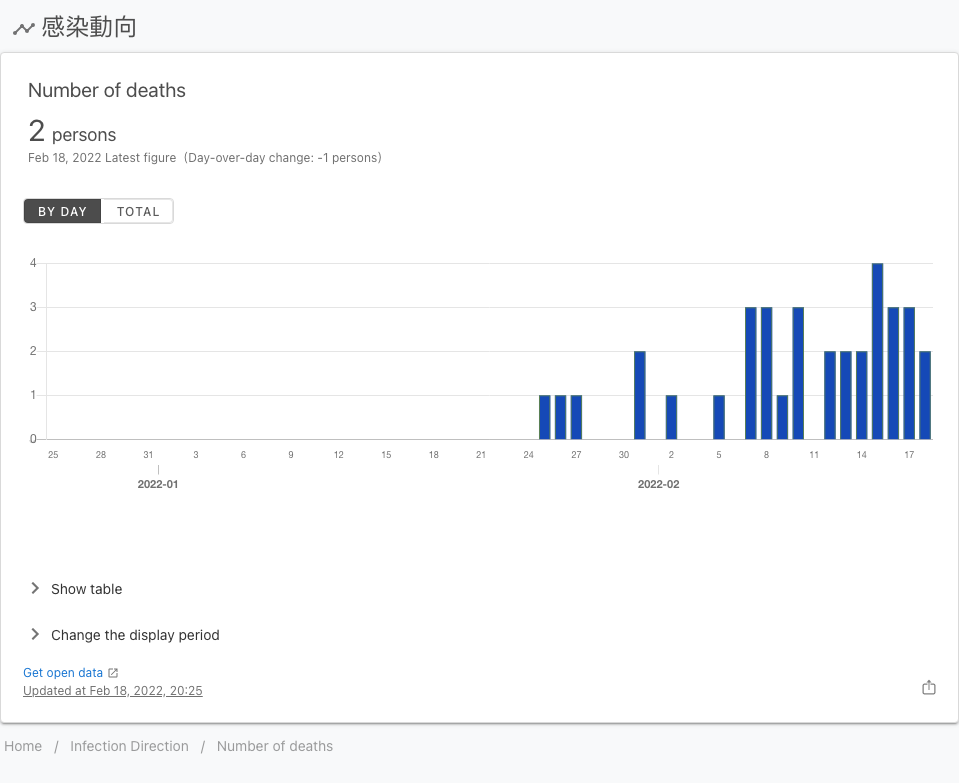 感染動向
Number of deaths
2 persons
Feb 18, 2022 Latest figure (Day-over-day change: -1 persons)
BY DAY TOTAL
4
3
2
1
0
25 28 31 3 6 9 12 15 18 21 24 27 30 2 5 8 11 14 17
2022-01 2022-02
Show table
Change the display period
Get open data
Updated at Feb 18, 2022, 20:25
Home / Infection Direction / Number of deaths